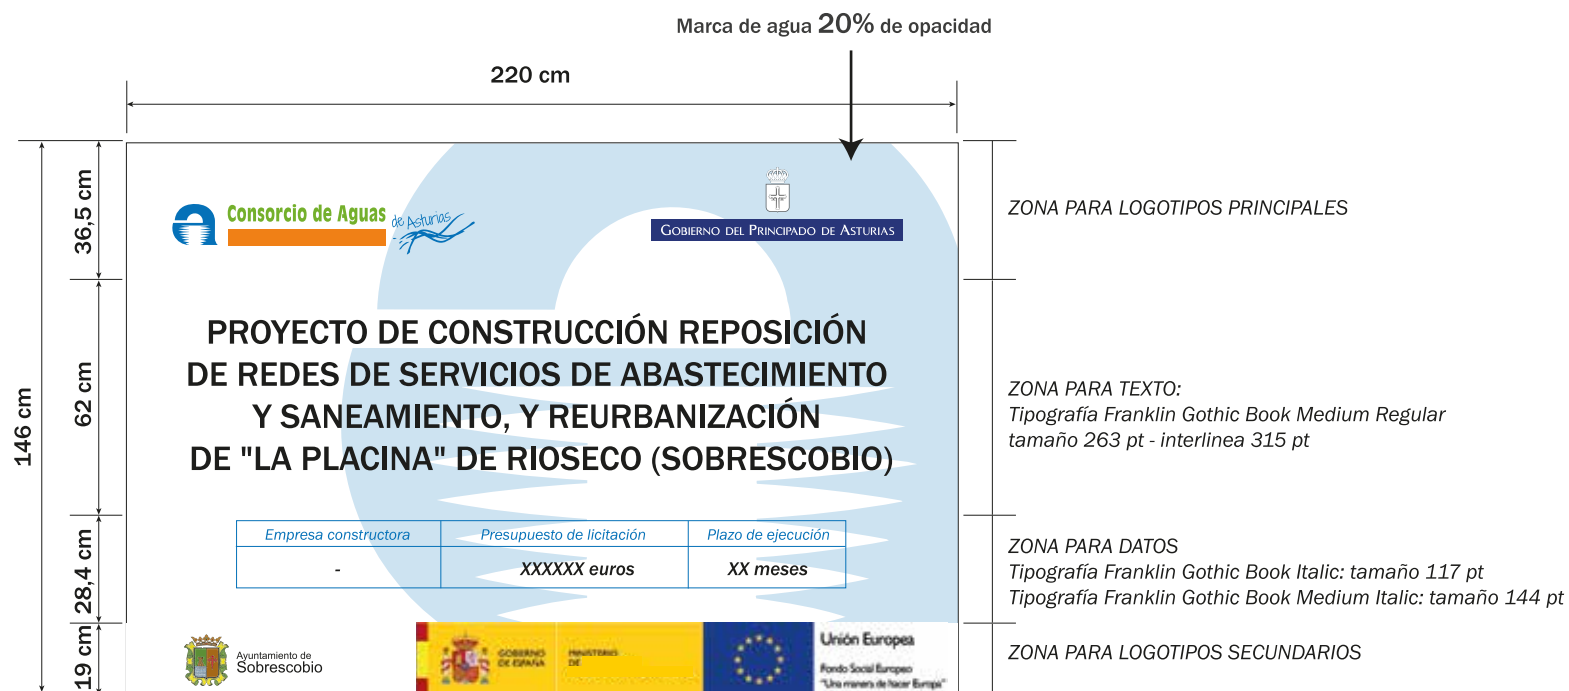 Marca de agua 20% de opacidad
220 cm
146 cm
36,5 cm
62 cm
28,4 cm
19 cm
Consorcio de Aguas
de Asturias
GOBIERNO DEL PRINCIPADO DE ASTURIAS
ZONA PARA LOGOTIPOS PRINCIPALES
PROYECTO DE CONSTRUCCIÓN REPOSICIÓN
DE REDES DE SERVICIOS DE ABASTECIMIENTO
Y SANEAMIENTO, Y REURBANIZACIÓN
DE "LA PLACINA" DE RIOSECO (SOBRESCOBIO)
ZONA PARA TEXTO:
Tipografía Franklin Gothic Book Medium Regular
tamaño 263 pt - interlinea 315 pt
Empresa constructora Presupuesto de licitación Plazo de ejecución
- XXXXXX euros XX meses
ZONA PARA DATOS
Tipografía Franklin Gothic Book Italic: tamaño 117 pt
Tipografía Franklin Gothic Book Medium Italic: tamaño 144 pt
Ayuntamiento de
Sobrescobio
GOBIERNO
DE ESPAÑA
MINISTERIO
DE
Unión Europea
Fondo Social Europeo
"Una manera de hacer Europa"
ZONA PARA LOGOTIPOS SECUNDARIOS